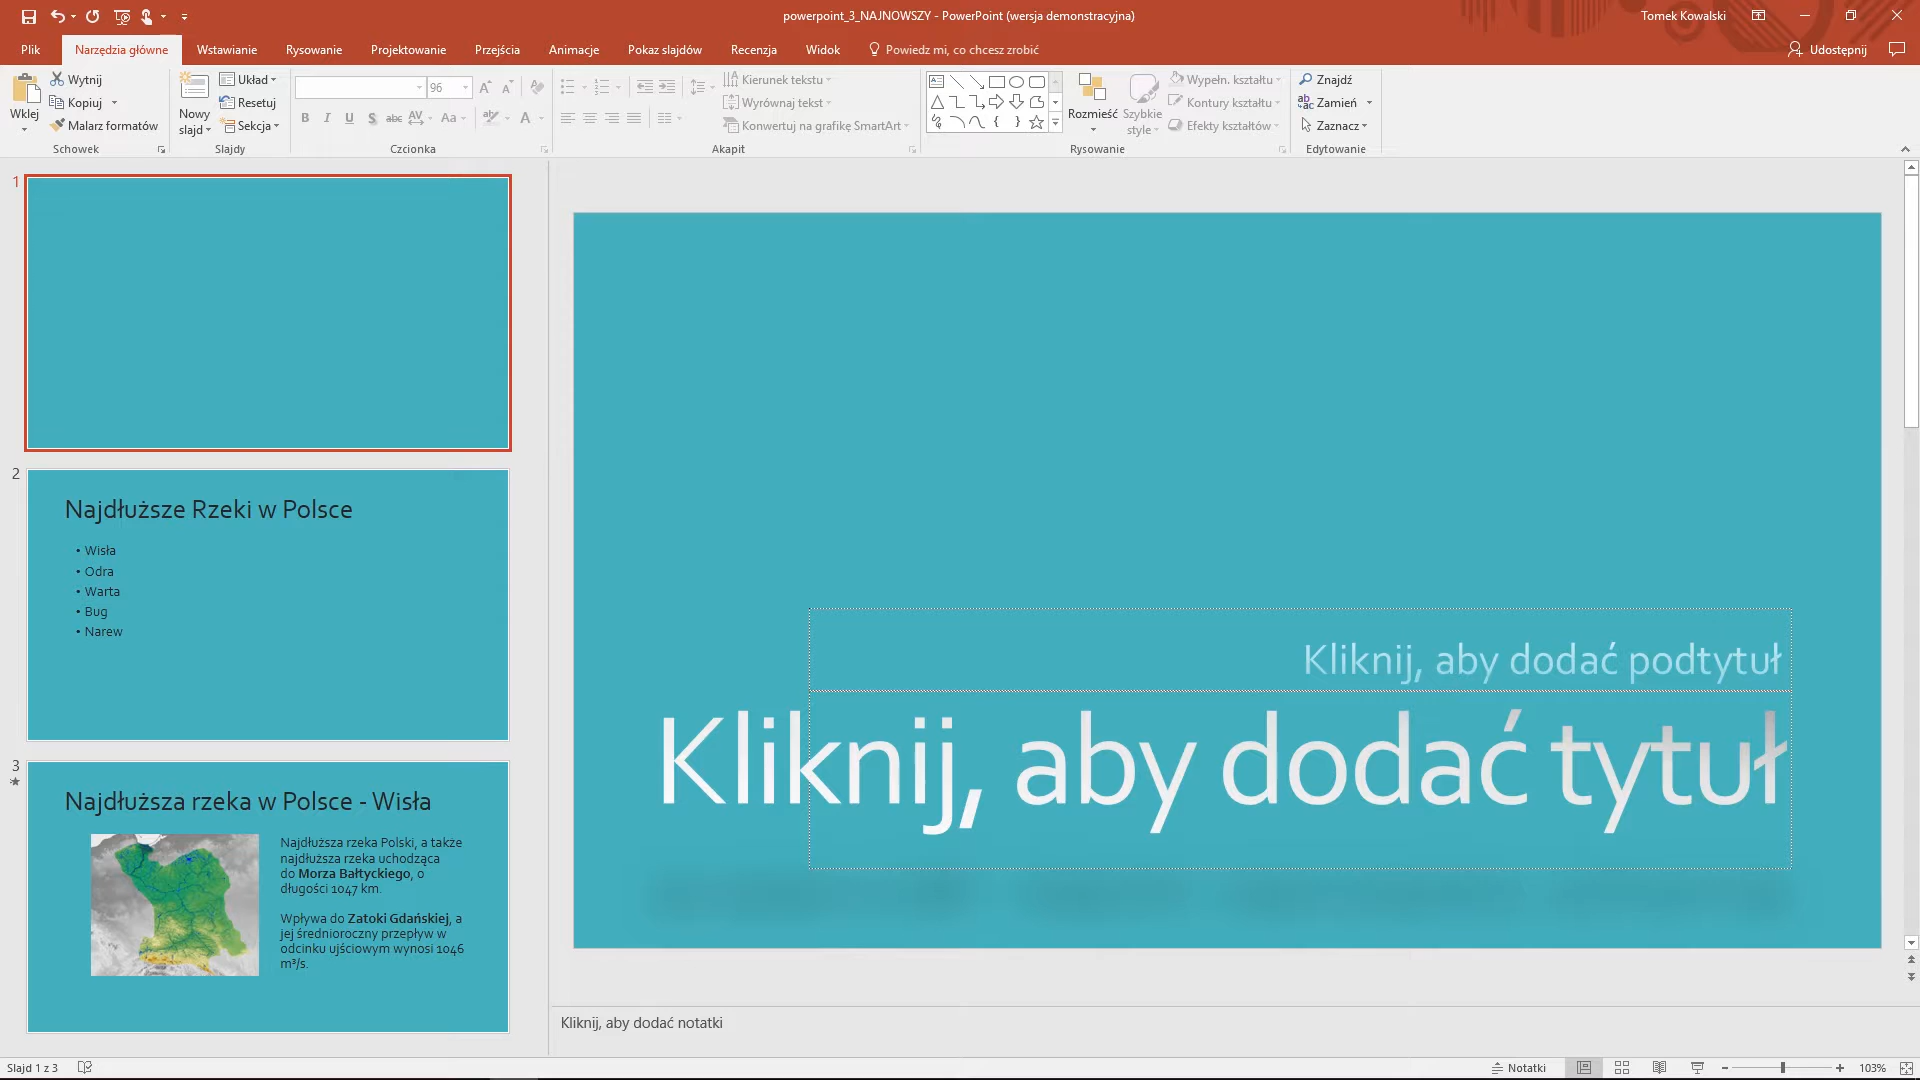 powerpoint_3_NAJNOWSZY - PowerPoint (wersja demonstracyjna)
Tomek Kowalski
Plik
Narzędzia główne
Wstawianie
Rysowanie
Projektowanie
Przejścia
Animacje
Pokaz slajdów
Recenzja
Widok
Powiedz mi, co chcesz zrobić
Udostępnij
Wklej
Wytnij
Kopiuj
Malarz formatów
Schowek
Nowy
slajd
Układ
Resetuj
Sekcja
Slajdy
96
B I U S abc AV Aa A
Czcionka
Kierunek tekstu
Wyrównaj tekst
Konwertuj na grafikę SmartArt
Akapit
Rozmieść
Szybkie
style
Wypełn. kształtu
Kontury kształtu
Efekty kształtów
Rysowanie
Znajdź
Zamień
Zaznacz
Edytowanie
1
2
Najdłuższe Rzeki w Polsce
• Wisła
• Odra
• Warta
• Bug
• Narew
3
Najdłuższa rzeka w Polsce - Wisła
Najdłuższa rzeka Polski, a także
najdłuższa rzeka uchodząca
do Morza Bałtyckiego, o
długości 1047 km.
Wpływa do Zatoki Gdańskiej, a
jej średnioroczny przepływ w
odcinku ujściowym wynosi 1046
m³/s.
Kliknij, aby dodać podtytuł
Kliknij, aby dodać tytuł
Kliknij, aby dodać notatki
Slajd 1 z 3
Notatki
103%